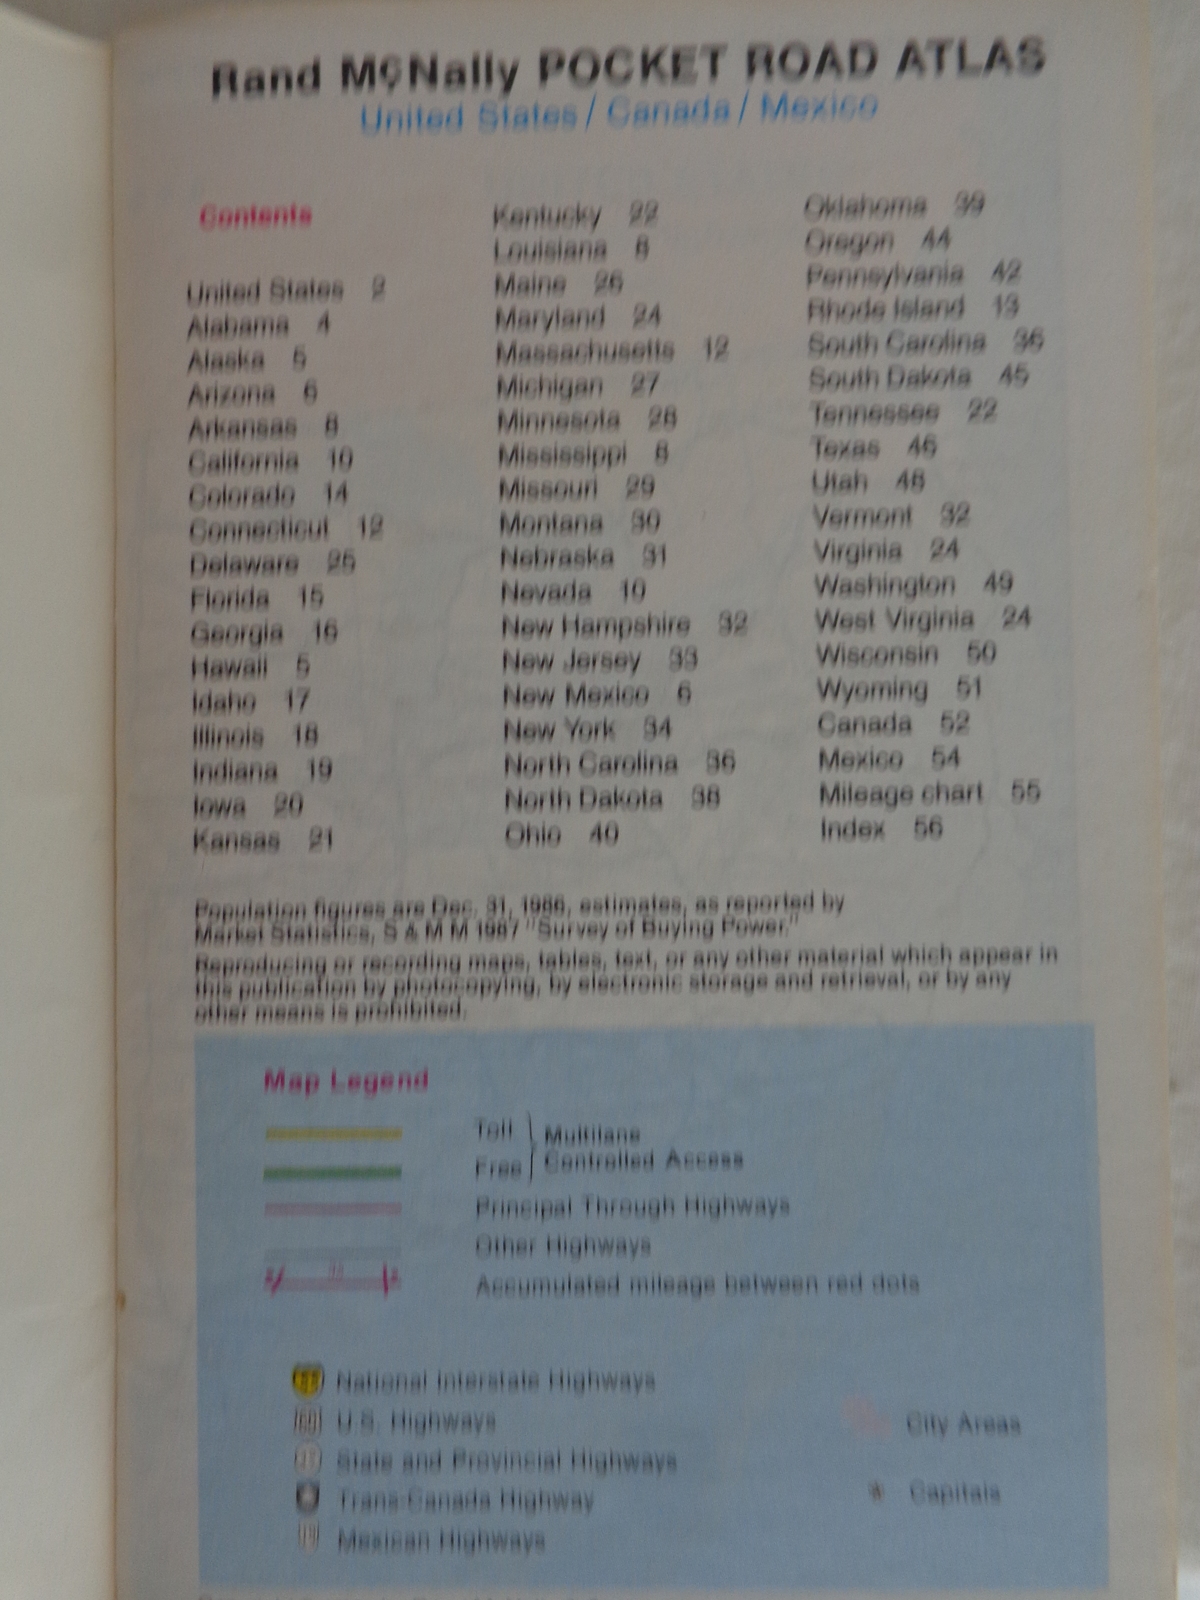 Rand McNally POCKET ROAD ATLAS
United States / Canada / Mexico
Contents
United States 2
Alabama 4
Alaska 5
Arizona 6
Arkansas 8
California 10
Colorado 14
Connecticut 12
Delaware 25
Florida 15
Georgia 16
Hawaii 5
Idaho 17
Illinois 18
Indiana 19
Iowa 20
Kansas 21
Kentucky 22
Louisiana 8
Maine 26
Maryland 24
Massachusetts 12
Michigan 27
Minnesota 28
Mississippi 8
Missouri 29
Montana 30
Nebraska 31
Nevada 10
New Hampshire 32
New Jersey 33
New Mexico 6
New York 34
North Carolina 36
North Dakota 38
Ohio 40
Oklahoma 39
Oregon 44
Pennsylvania 42
Rhode Island 13
South Carolina 36
South Dakota 45
Tennessee 22
Texas 46
Utah 48
Vermont 32
Virginia 24
Washington 49
West Virginia 24
Wisconsin 50
Wyoming 51
Canada 52
Mexico 54
Mileage chart 55
Index 56
Population figures are Dec. 31, 1986, estimates, as reported by
Market Statistics, S & M M 1987 "Survey of Buying Power."
Reproducing or recording maps, tables, text, or any other material which appear in
this publication by photocopying, by electronic storage and retrieval, or by any
other means is prohibited.
Map Legend
Toll
Free
Multilane
Controlled Access
Principal Through Highways
Other Highways
Accumulated mileage between red dots
National Interstate Highways
U.S. Highways
State and Provincial Highways
Trans-Canada Highway
Mexican Highways
City Areas
Capitals